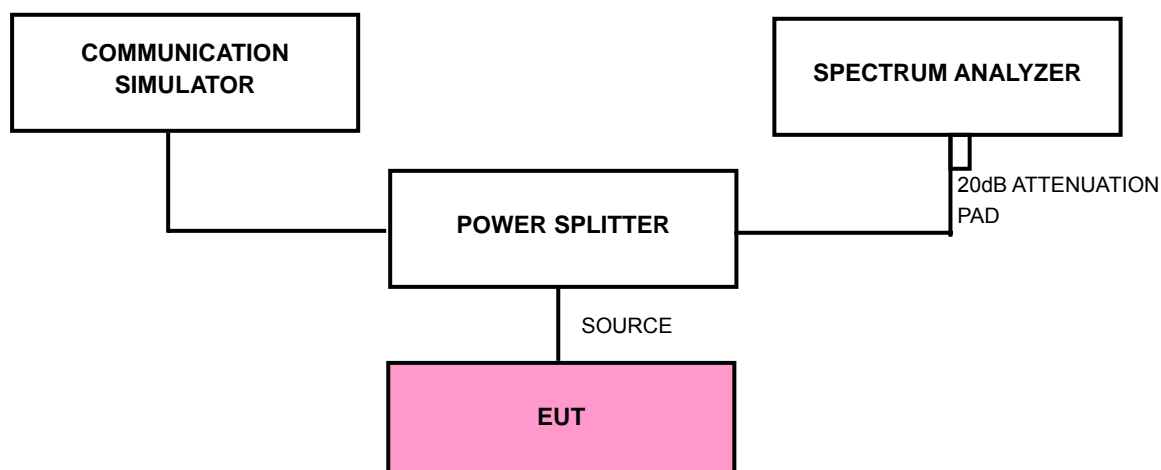 COMMUNICATION
SIMULATOR
SPECTRUM ANALYZER
20dB ATTENUATION
PAD
POWER SPLITTER
SOURCE
EUT